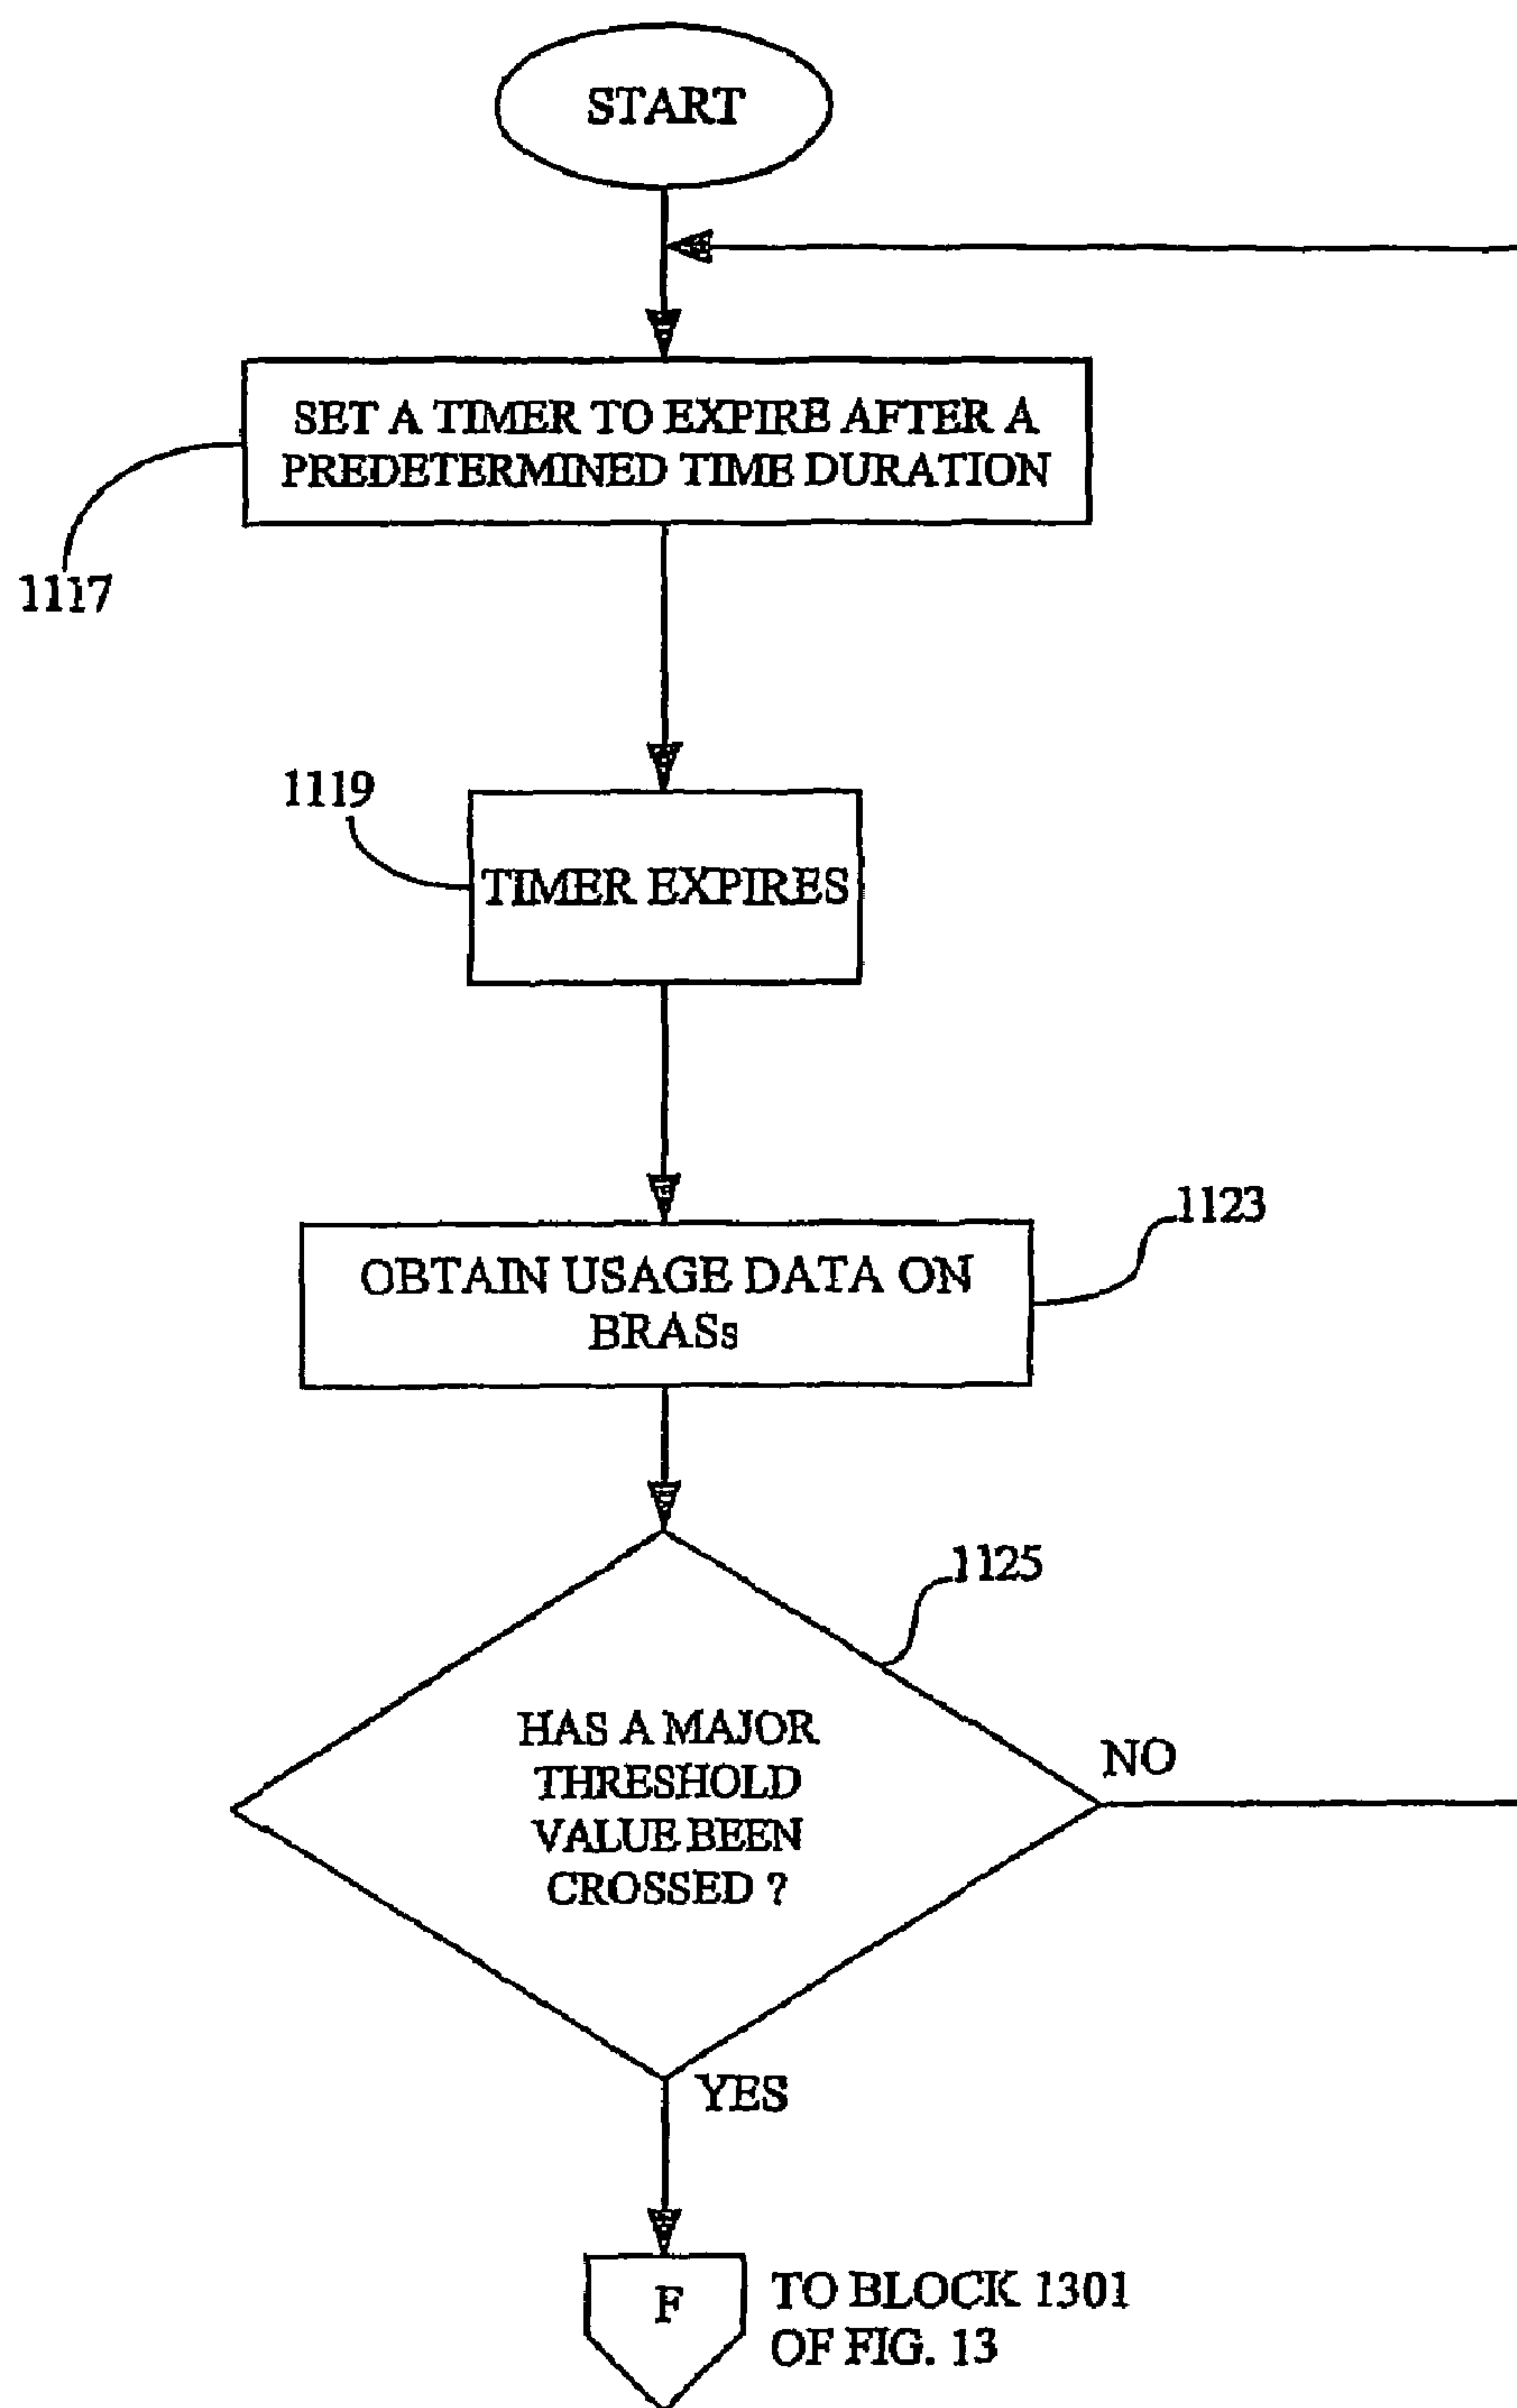 START
SET A TIMER TO EXPIRE AFTER A
PREDETERMINED TIME DURATION
1117
1119
TIMER EXPIRES
1123
OBTAIN USAGE DATA ON
BRASs
1125
HAS A MAJOR
THRESHOLD
VALUE BEEN
CROSSED ?
NO
YES
F
TO BLOCK 1301
OF FIG. 13